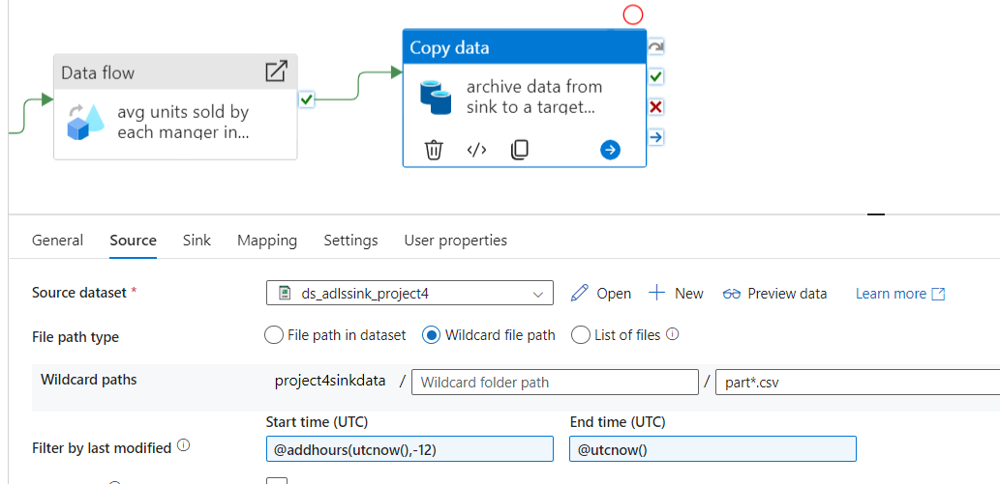 Data flow
avg units sold by
each manger in...
Copy data
archive data from
sink to a target...
General Source Sink Mapping Settings User properties
Source dataset * ds_adlssink_project4 Open New Preview data Learn more
File path type File path in dataset Wildcard file path List of files
Wildcard paths project4sinkdata / Wildcard folder path / part*.csv
Start time (UTC) End time (UTC)
Filter by last modified @addhours(utcnow(),-12) @utcnow()